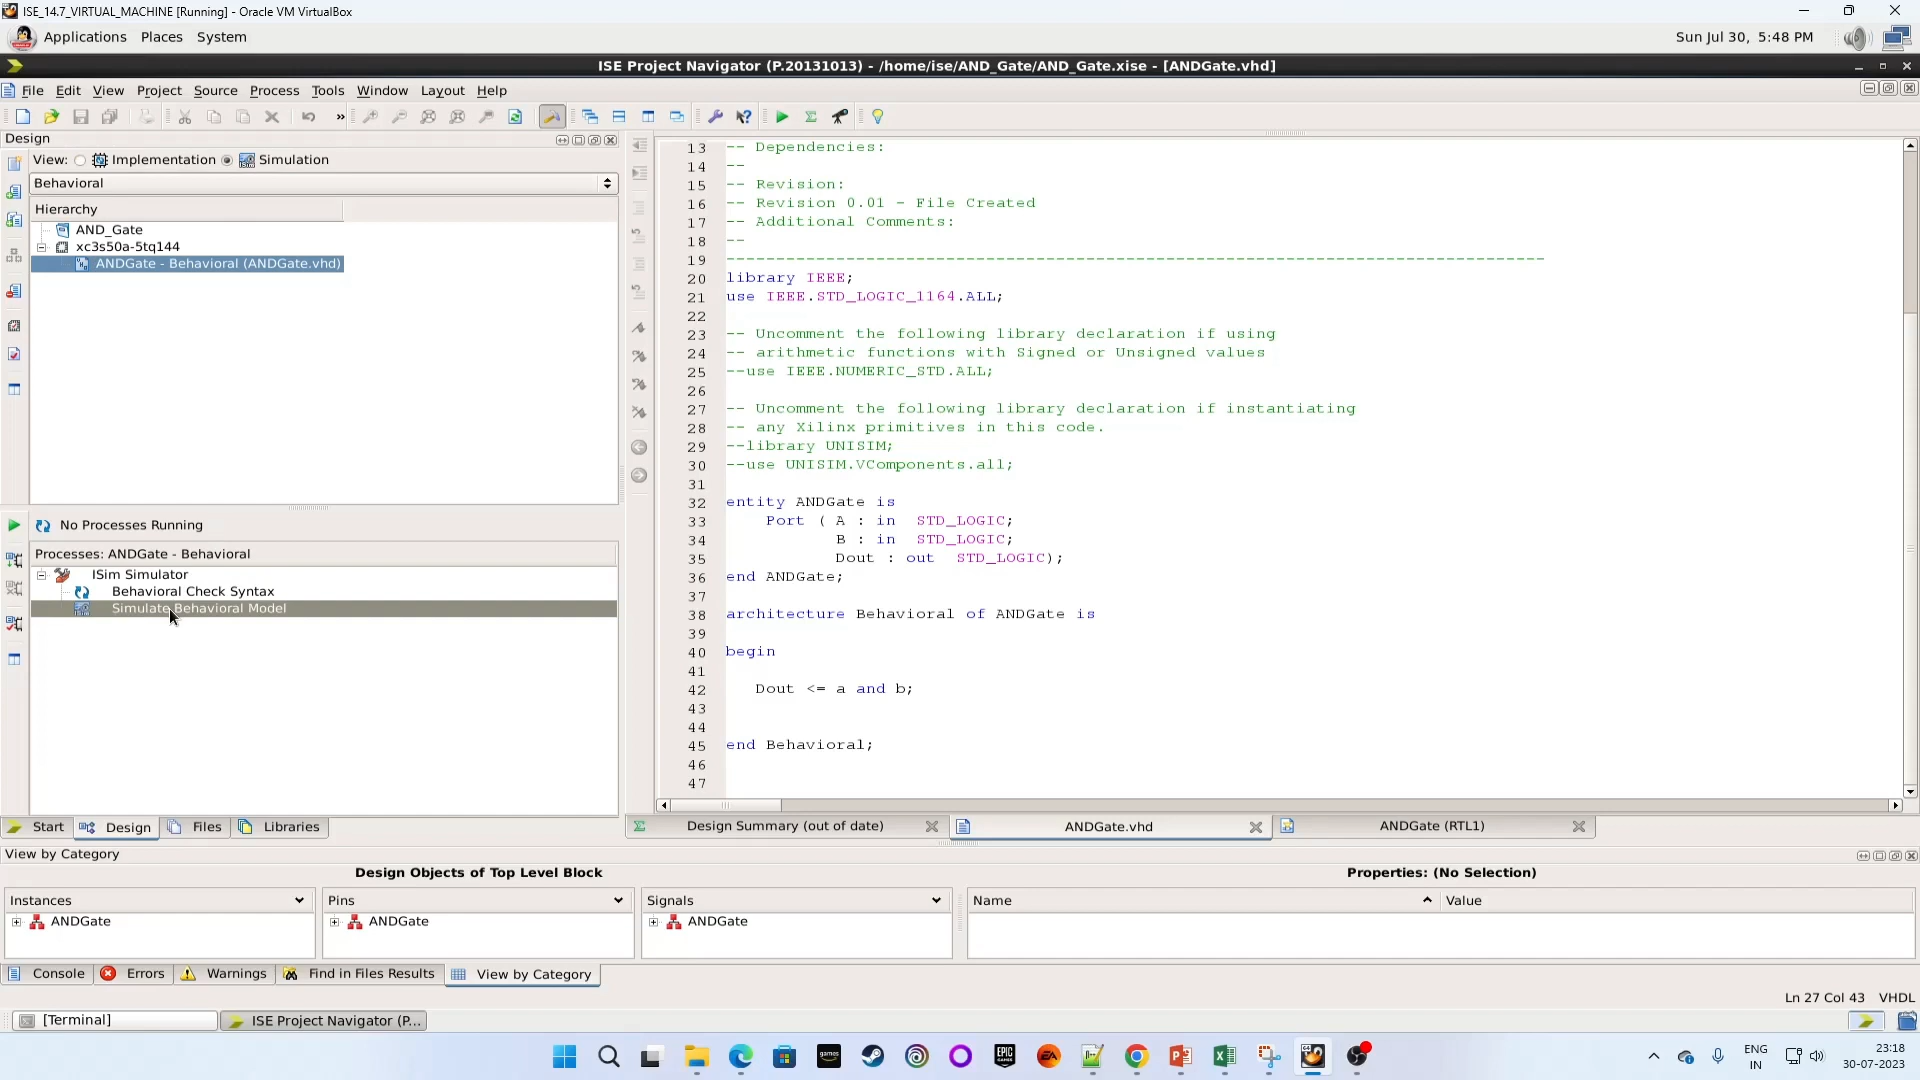 ISE_14.7_VIRTUAL_MACHINE [Running] - Oracle VM VirtualBox
Applications Places System Sun Jul 30, 5:48 PM
ISE Project Navigator (P.20131013) - /home/ise/AND_Gate/AND_Gate.xise - [ANDGate.vhd]
File Edit View Project Source Process Tools Window Layout Help
Design
View: Implementation Simulation
Behavioral
Hierarchy
AND_Gate
xc3s50a-5tq144
ANDGate - Behavioral (ANDGate.vhd)
No Processes Running
Processes: ANDGate - Behavioral
ISim Simulator
Behavioral Check Syntax
Simulate Behavioral Model
Start Design Files Libraries
13 -- Dependencies:
14 --
15 -- Revision:
16 -- Revision 0.01 - File Created
17 -- Additional Comments:
18 --
19 ----------------------------------------------------------------------------------
20 library IEEE;
21 use IEEE.STD_LOGIC_1164.ALL;
22
23 -- Uncomment the following library declaration if using
24 -- arithmetic functions with Signed or Unsigned values
25 --use IEEE.NUMERIC_STD.ALL;
26
27 -- Uncomment the following library declaration if instantiating
28 -- any Xilinx primitives in this code.
29 --library UNISIM;
30 --use UNISIM.VComponents.all;
31
32 entity ANDGate is
33 Port ( A : in STD_LOGIC;
34 B : in STD_LOGIC;
35 Dout : out STD_LOGIC);
36 end ANDGate;
37
38 architecture Behavioral of ANDGate is
39
40 begin
41
42 Dout <= a and b;
43
44
45 end Behavioral;
46
47
Design Summary (out of date) ANDGate.vhd ANDGate (RTL1)
View by Category
Design Objects of Top Level Block Properties: (No Selection)
Instances Pins Signals Name Value
ANDGate ANDGate ANDGate
Console Errors Warnings Find in Files Results View by Category
Ln 27 Col 43 VHDL
[Terminal] ISE Project Navigator (P...
games EPIC GAMES EA
ENG IN 23:18
30-07-2023